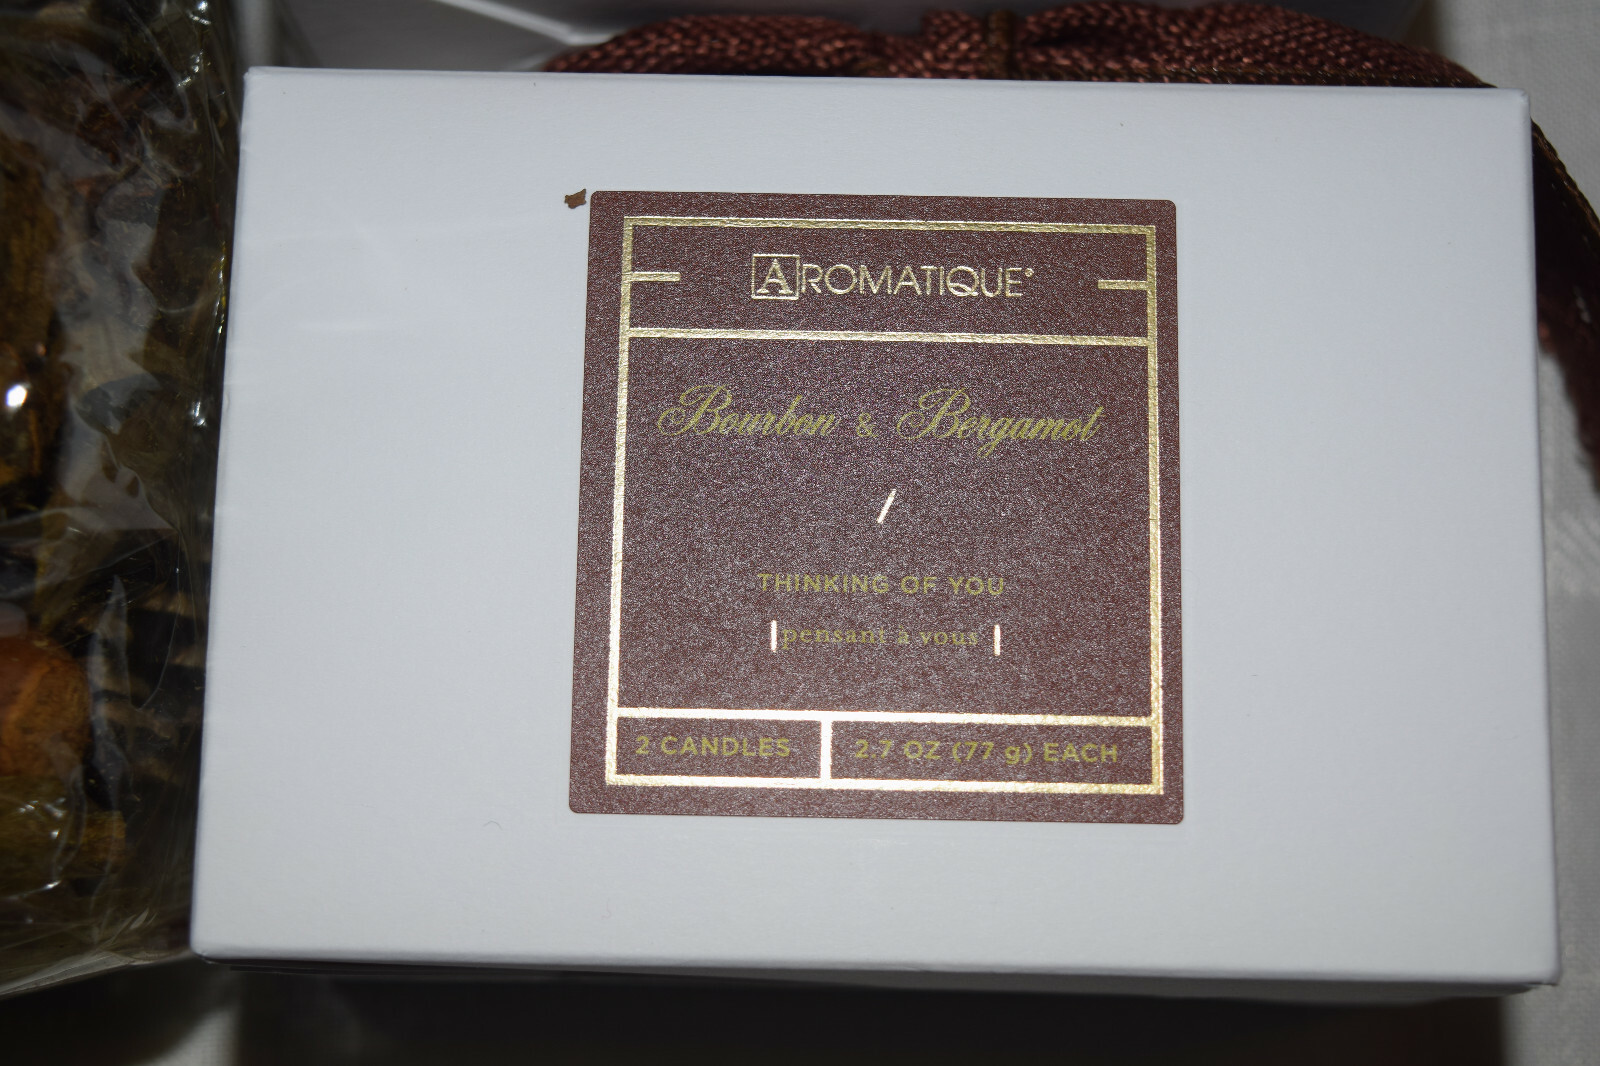 AROMATIQUE®
Bourbon & Bergamot
/
THINKING OF YOU
| pensant à vous |
2 CANDLES
2.7 OZ (77 g) EACH